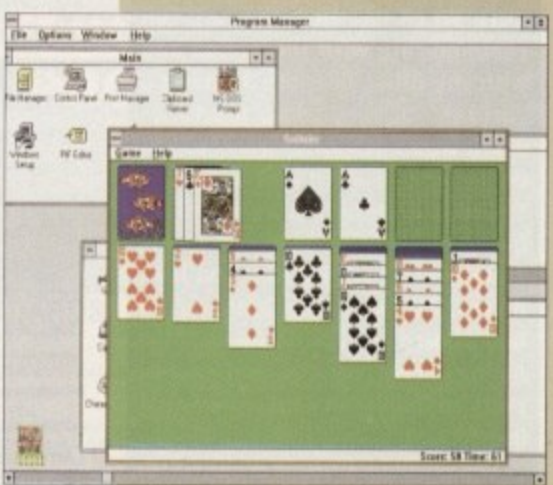 Program Manager
File Options Window Help
Main
File Manager Control Panel Print Manager Clipboard Viewer MS-DOS Prompt
Windows Setup PIF Editor
Solitaire
Game Help
A A
A A
Score: 50 Time: 61